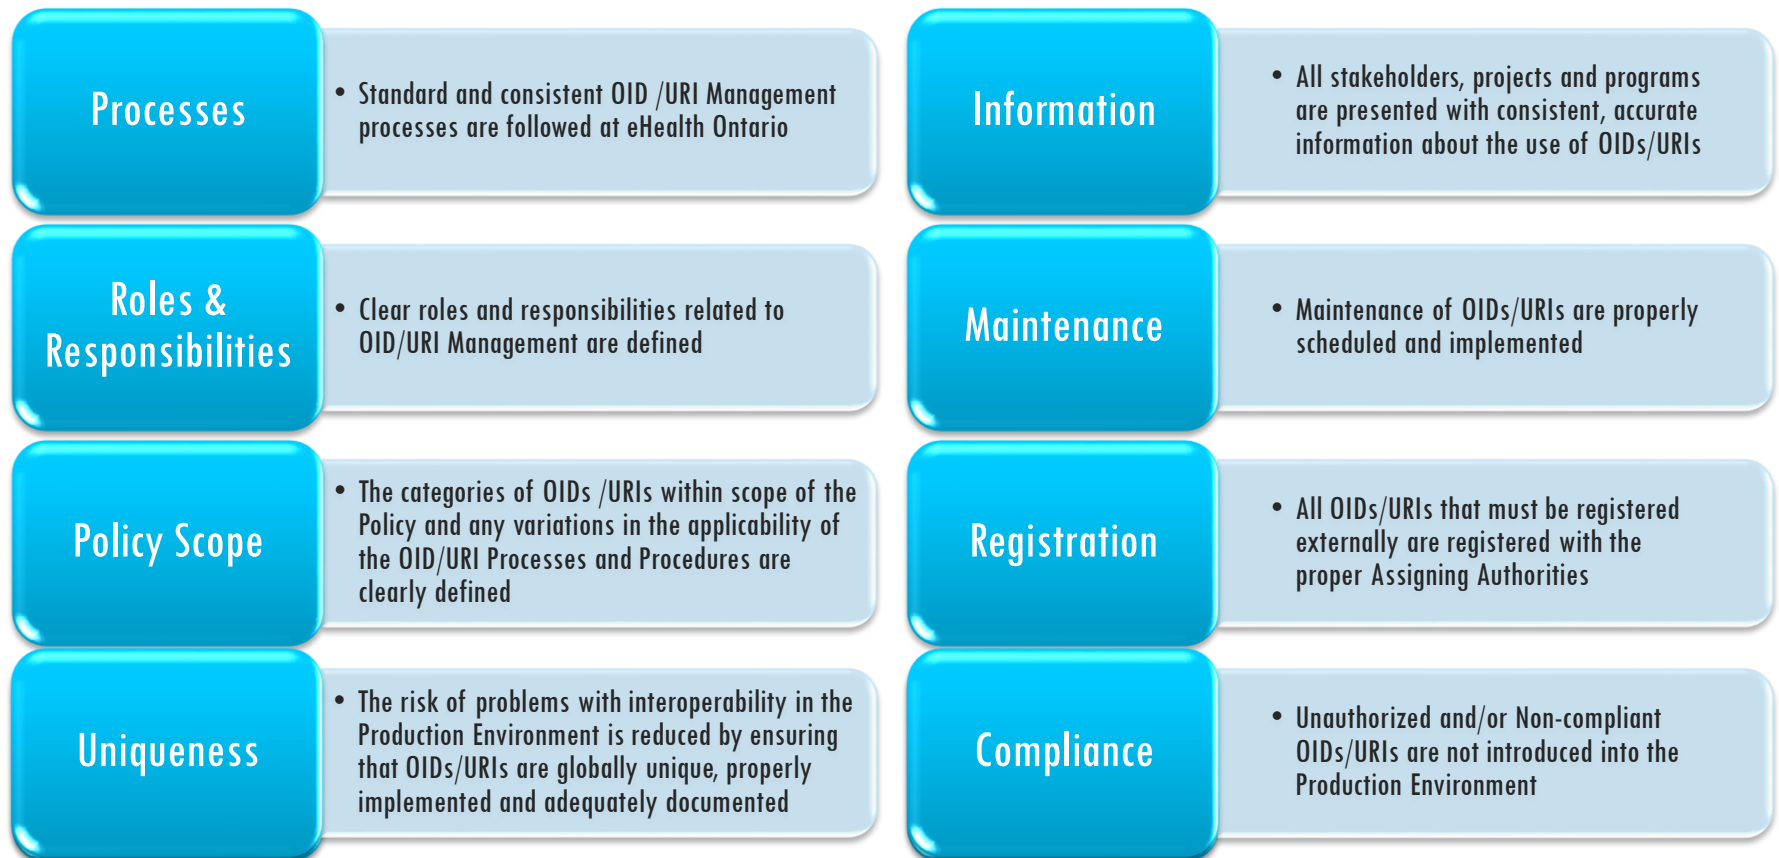 Processes
• Standard and consistent OID /URI Management
processes are followed at eHealth Ontario
Roles &
Responsibilities
• Clear roles and responsibilities related to
OID/URI Management are defined
Policy Scope
• The categories of OIDs /URIs within scope of the
Policy and any variations in the applicability of
the OID/URI Processes and Procedures are
clearly defined
Uniqueness
• The risk of problems with interoperability in the
Production Environment is reduced by ensuring
that OIDs/URIs are globally unique, properly
implemented and adequately documented
Information
• All stakeholders, projects and programs
are presented with consistent, accurate
information about the use of OIDs/URIs
Maintenance
• Maintenance of OIDs/URIs are properly
scheduled and implemented
Registration
• All OIDs/URIs that must be registered
externally are registered with the
proper Assigning Authorities
Compliance
• Unauthorized and/or Non-compliant
OIDs/URIs are not introduced into the
Production Environment